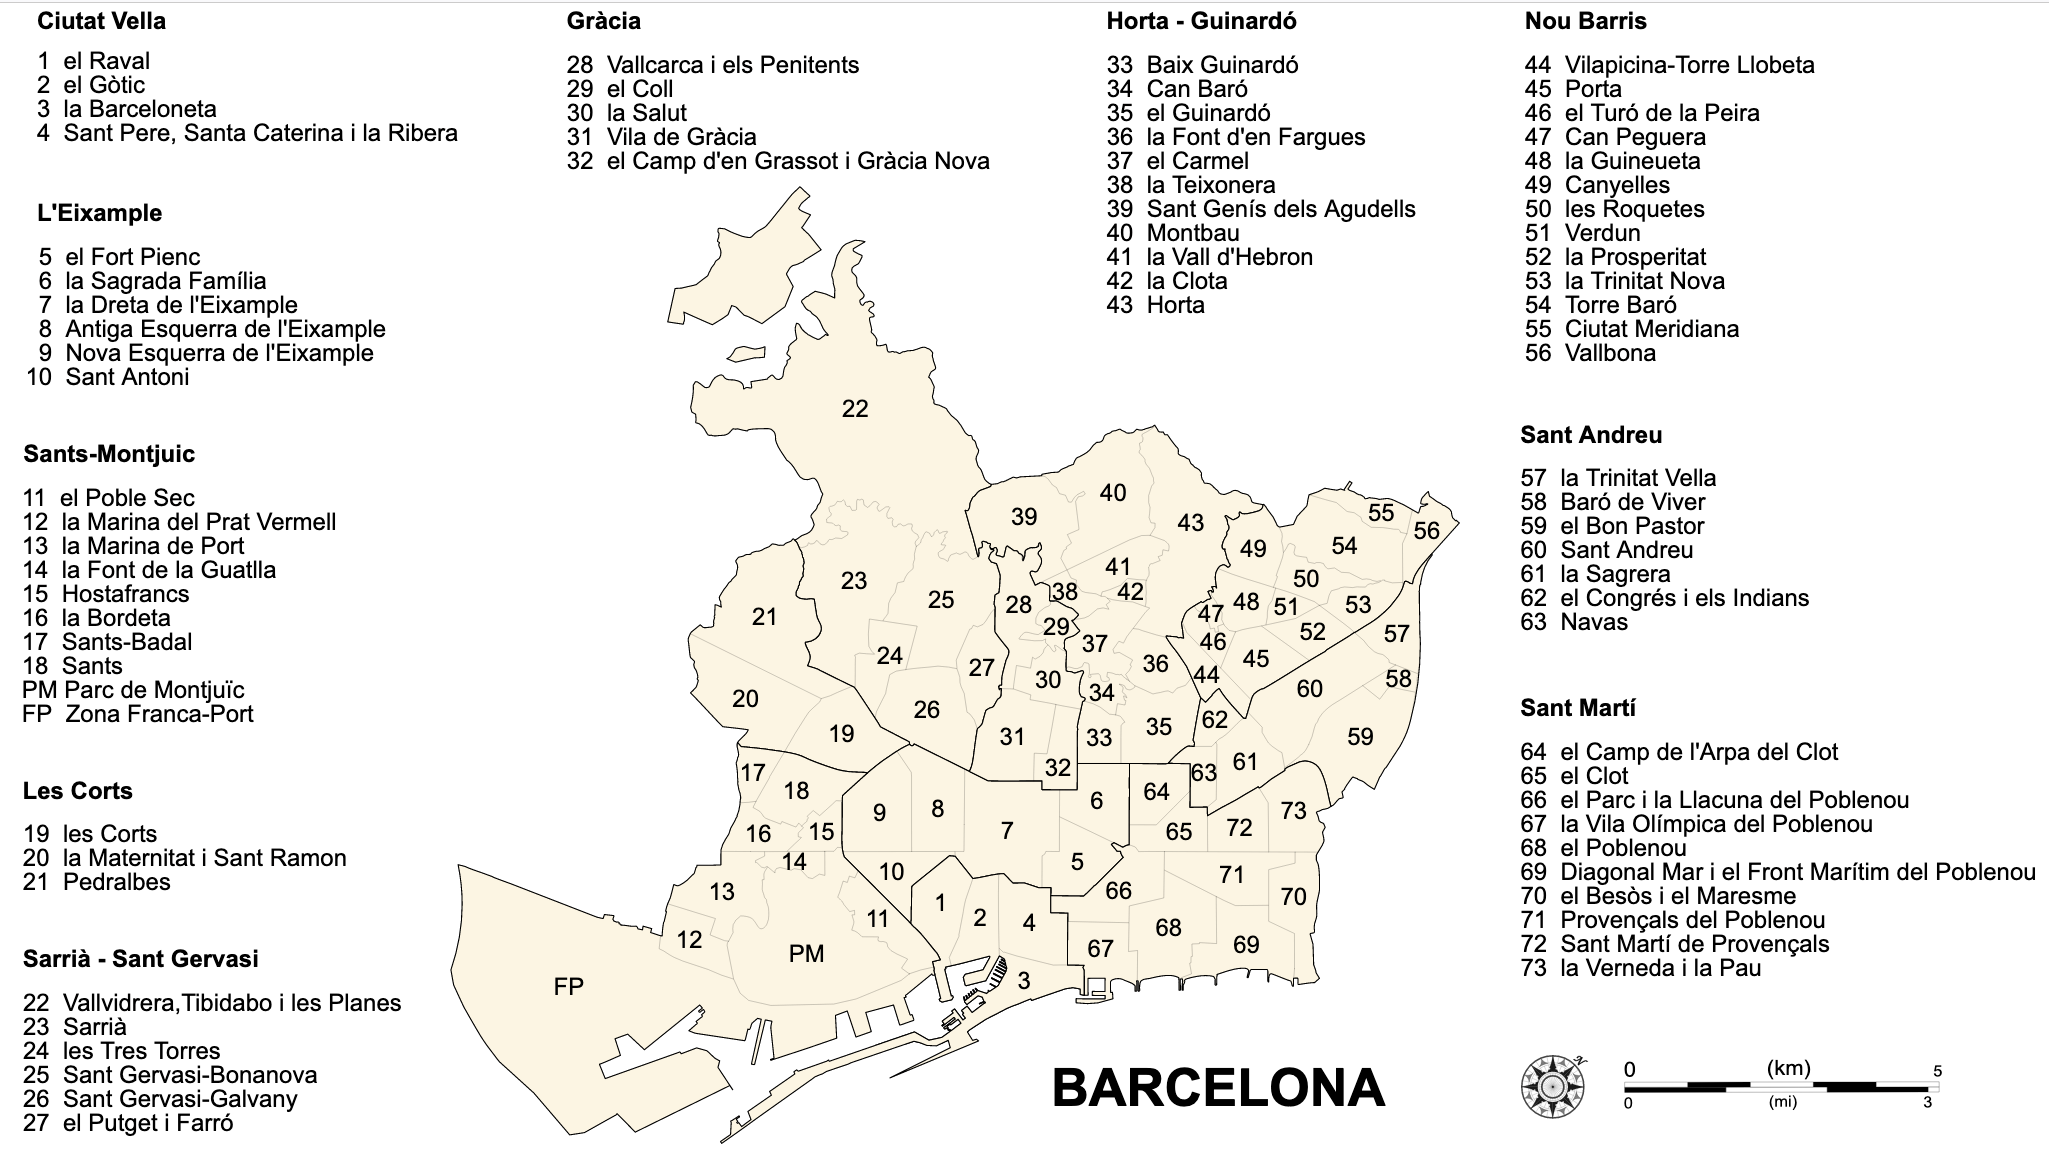 Ciutat Vella
1 el Raval
2 el Gòtic
3 la Barceloneta
4 Sant Pere, Santa Caterina i la Ribera
L'Eixample
5 el Fort Pienc
6 la Sagrada Família
7 la Dreta de l'Eixample
8 Antiga Esquerra de l'Eixample
9 Nova Esquerra de l'Eixample
10 Sant Antoni
Sants-Montjuic
11 el Poble Sec
12 la Marina del Prat Vermell
13 la Marina de Port
14 la Font de la Guatlla
15 Hostafrancs
16 la Bordeta
17 Sants-Badal
18 Sants
PM Parc de Montjuïc
FP Zona Franca-Port
Les Corts
19 les Corts
20 la Maternitat i Sant Ramon
21 Pedralbes
Sarrià - Sant Gervasi
22 Vallvidrera,Tibidabo i les Planes
23 Sarrià
24 les Tres Torres
25 Sant Gervasi-Bonanova
26 Sant Gervasi-Galvany
27 el Putget i Farró
Gràcia
28 Vallcarca i els Penitents
29 el Coll
30 la Salut
31 Vila de Gràcia
32 el Camp d'en Grassot i Gràcia Nova
Horta - Guinardó
33 Baix Guinardó
34 Can Baró
35 el Guinardó
36 la Font d'en Fargues
37 el Carmel
38 la Teixonera
39 Sant Genís dels Agudells
40 Montbau
41 la Vall d'Hebron
42 la Clota
43 Horta
Nou Barris
44 Vilapicina-Torre Llobeta
45 Porta
46 el Turó de la Peira
47 Can Peguera
48 la Guineueta
49 Canyelles
50 les Roquetes
51 Verdun
52 la Prosperitat
53 la Trinitat Nova
54 Torre Baró
55 Ciutat Meridiana
56 Vallbona
Sant Andreu
57 la Trinitat Vella
58 Baró de Viver
59 el Bon Pastor
60 Sant Andreu
61 la Sagrera
62 el Congrés i els Indians
63 Navas
Sant Martí
64 el Camp de l'Arpa del Clot
65 el Clot
66 el Parc i la Llacuna del Poblenou
67 la Vila Olímpica del Poblenou
68 el Poblenou
69 Diagonal Mar i el Front Marítim del Poblenou
70 el Besòs i el Maresme
71 Provençals del Poblenou
72 Sant Martí de Provençals
73 la Verneda i la Pau
22
40
39
43
55
56
49
54
41
23
50
38
42
25
28
48
51
53
47
21
29
57
52
37
46
24
45
36
27
44
30
58
60
34
20
26
62
35
19
31
33
59
61
32
17
63
18
64
6
73
9
8
72
7
16
15
65
14
5
10
71
13
66
70
1
2
11
4
68
12
69
67
PM
3
FP
BARCELONA
N
0 (km) 5
0 (mi) 3